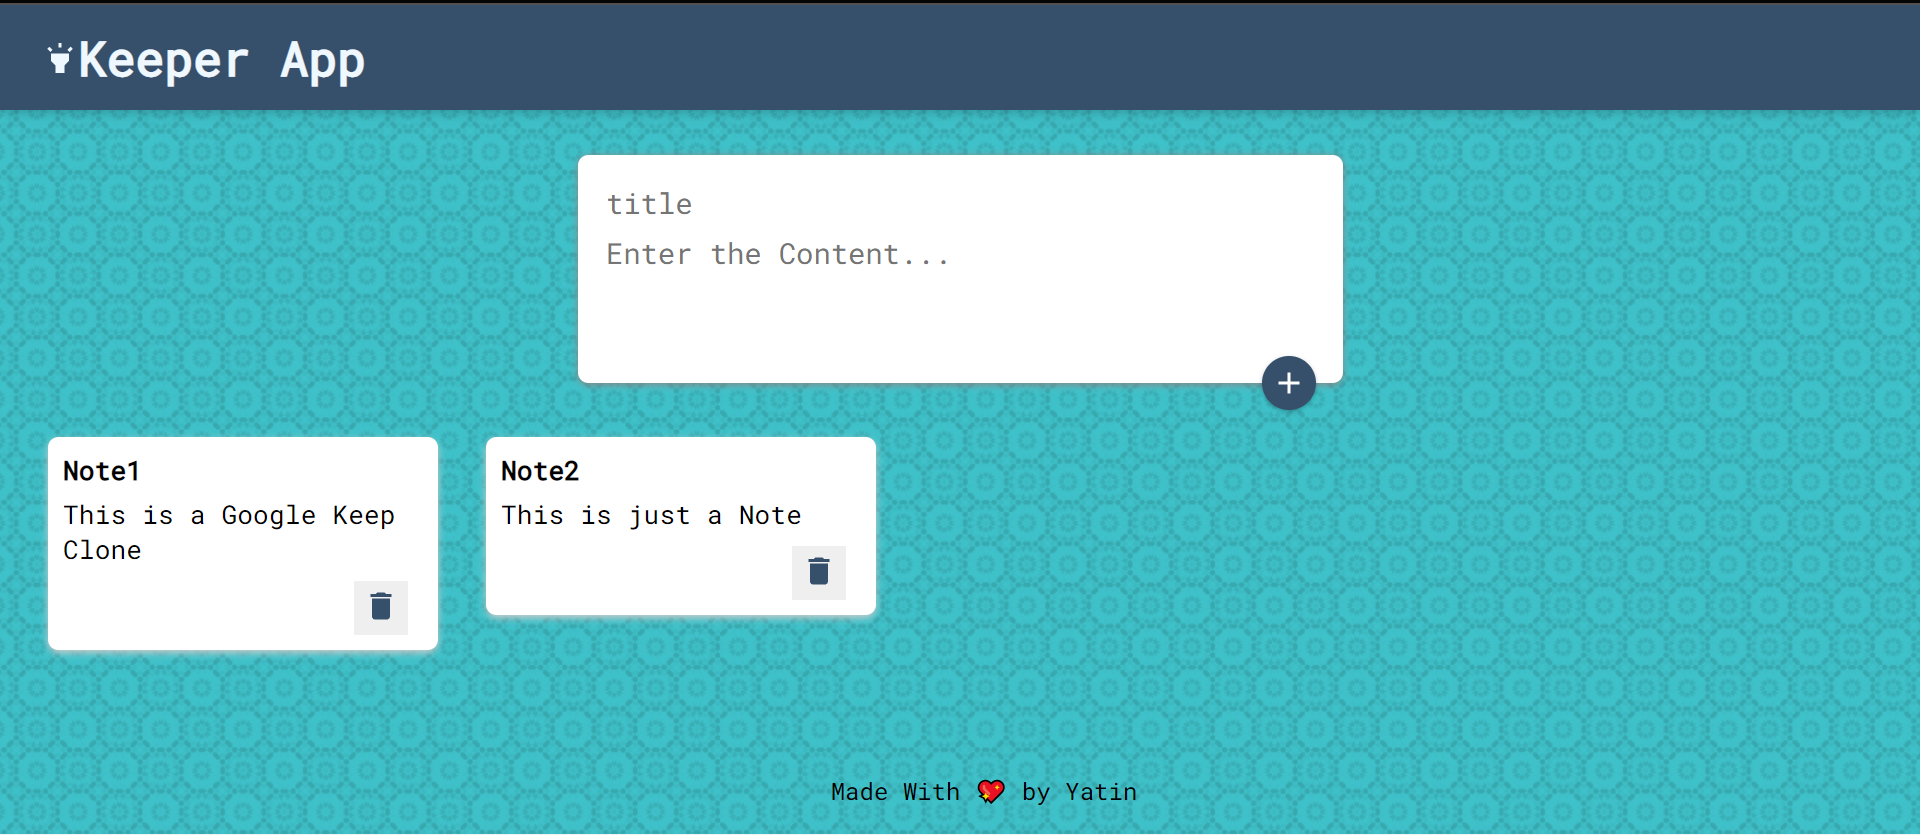 Keeper App
title
Enter the Content...
Note1
This is a Google Keep
Clone
Note2
This is just a Note
Made With 💖 by Yatin